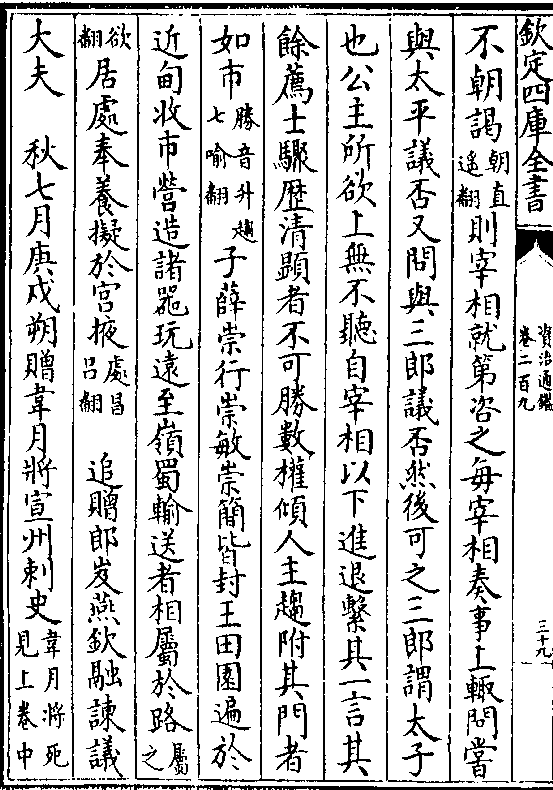 欽定四庫全書
資治通鑑
卷二百九
三十九
不朝謁朝直遙翻則宰相就第咨之每宰相奏事上輙問嘗
與太平議否又問與三郎議否然後可之三郎謂太子
也公主所欲上無不聽自宰相以下進退繫其一言其
餘薦士驟歴清顯者不可勝數權傾人主趨附其門者
如市勝音升趨七喻翻子薛崇行崇敏崇簡皆封王田園遍於
近甸收市營造諸噐玩遠至嶺蜀輸送者相屬於路屬之
欲翻居處奉養擬於宫掖處昌吕翻 追贈郎岌燕欽融諫議
大夫 秋七月庚戌朔贈韋月將宣州刺史韋月將死見上卷中